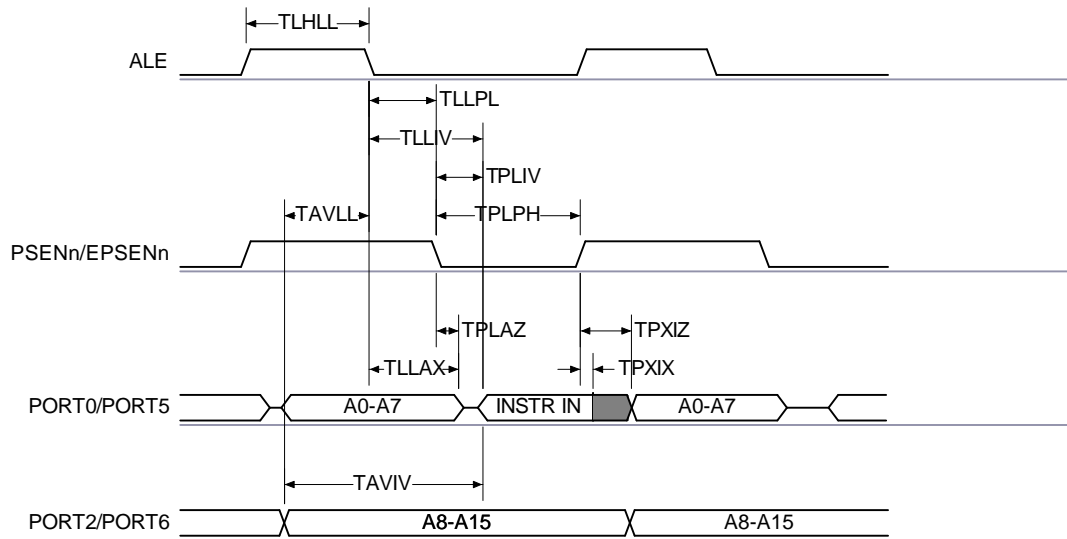 TLHLL
ALE
TLLPL
TLLIV
TPLIV
TAVLL
TPLPH
PSENn/EPSENn
TPLAZ
TPXIZ
TLLAX
TPXIX
PORT0/PORT5
A0-A7
INSTR IN
A0-A7
TAVIV
PORT2/PORT6
A8-A15
A8-A15